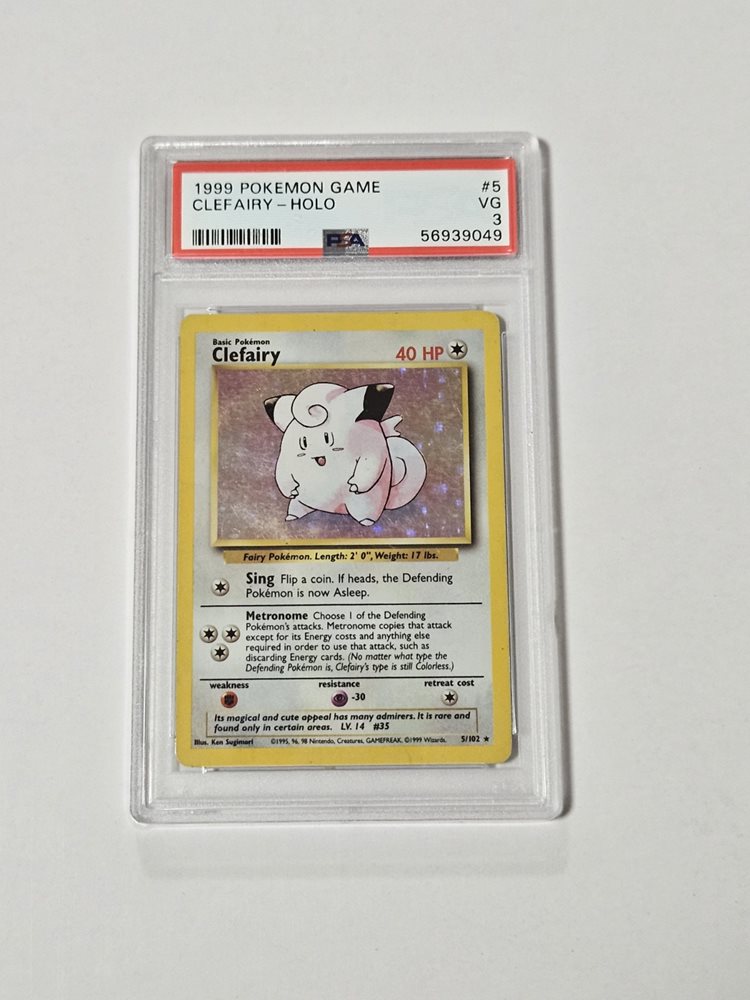 1999 POKEMON GAME #5
CLEFAIRY – HOLO VG
3
PSA 56939049
Basic Pokémon
Clefairy 40 HP
Fairy Pokémon. Length: 2' 0", Weight: 17 lbs.
Sing Flip a coin. If heads, the Defending
Pokémon is now Asleep.
Metronome Choose 1 of the Defending
Pokémon's attacks. Metronome copies that attack
except for its Energy costs and anything else
required in order to use that attack, such as
discarding Energy cards. (No matter what type the
Defending Pokémon is, Clefairy's type is still Colorless.)
weakness resistance retreat cost
-30
Its magical and cute appeal has many admirers. It is rare and
found only in certain areas. LV. 14 #35
Illus. Ken Sugimori ©1995, 96, 98 Nintendo, Creatures, GAMEFREAK. ©1999 Wizards. 5/102 ★